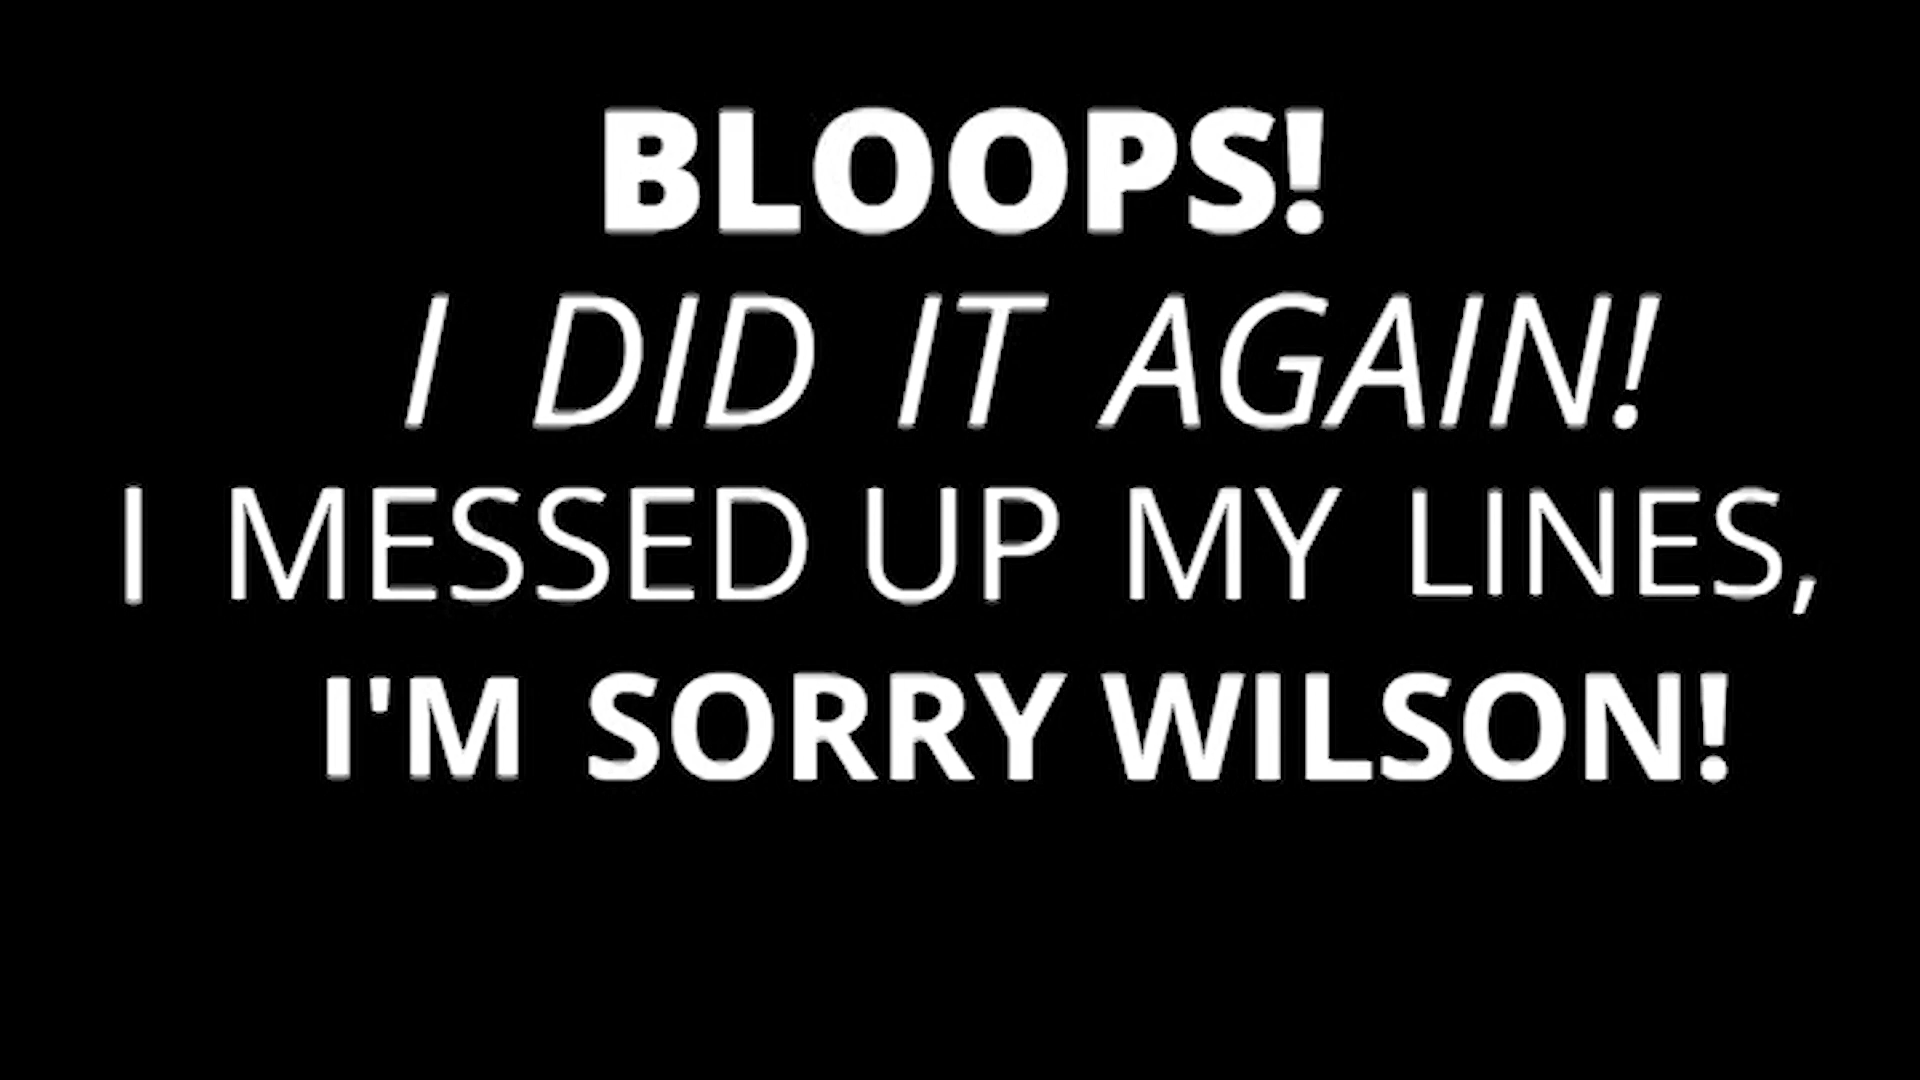 BLOOPS!
I DID IT AGAIN!
I MESSED UP MY LINES,
I'M SORRY WILSON!